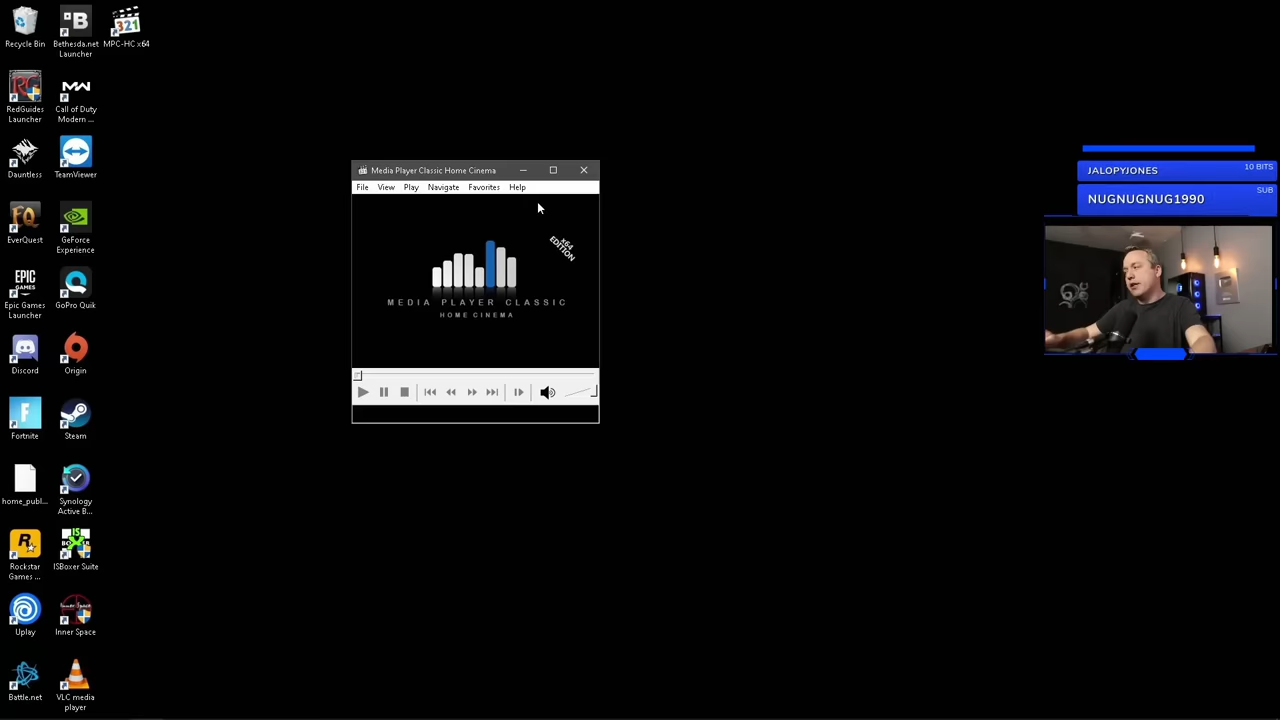 Recycle Bin
Bethesda.net
Launcher
321
MPC-HC x64
RedGuides
Launcher
Call of Duty
Modern ...
Dauntless
TeamViewer
EverQuest
GeForce
Experience
EPIC
GAMES
Epic Games
Launcher
GoPro Quik
Discord
Origin
Fortnite
Steam
home_publ...
Synology
Active B...
Rockstar
Games ...
ISBoxer Suite
Uplay
Inner Space
Battle.net
VLC media
player
Media Player Classic Home Cinema
File View Play Navigate Favorites Help
x64
EDITION
MEDIA PLAYER CLASSIC
HOME CINEMA
JALOPYJONES 10 BITS
NUGNUGNUG1990 SUB